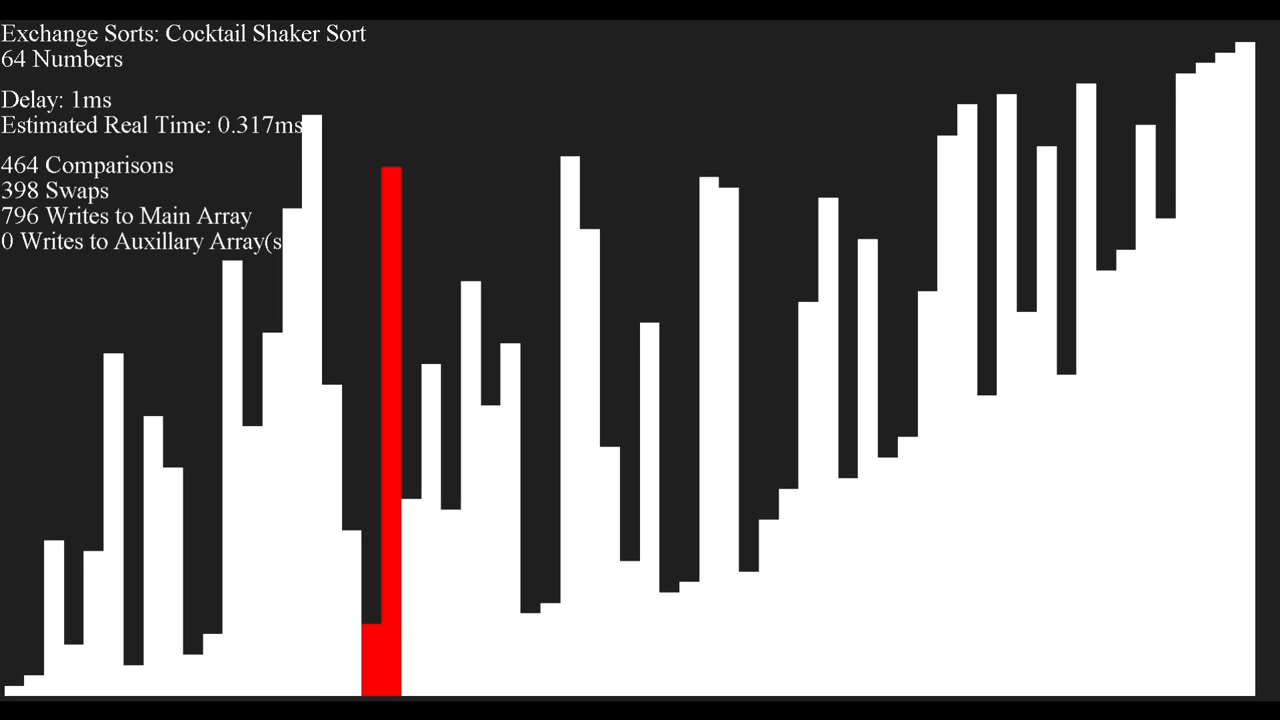 Exchange Sorts: Cocktail Shaker Sort
64 Numbers
Delay: 1ms
Estimated Real Time: 0.317ms
464 Comparisons
398 Swaps
796 Writes to Main Array
0 Writes to Auxillary Array(s